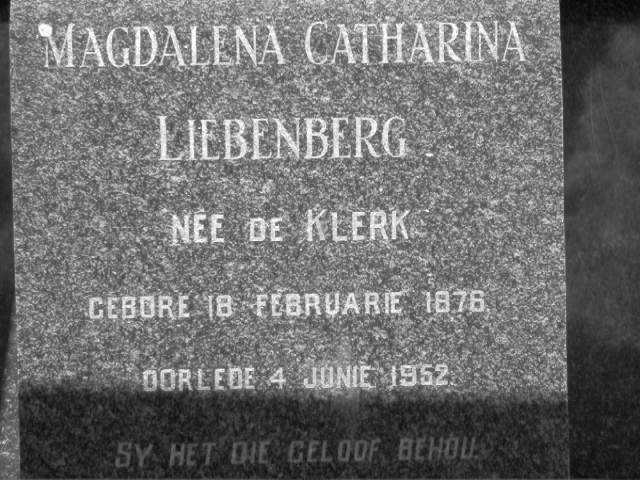 MAGDALENA CATHARINA
LIEBENBERG
NÉE DE KLERK
GEBORE 18 FEBRUARIE 1876
OORLEDE 4 JUNIE 1952.
SY HET DIE GELOOF BEHOU.